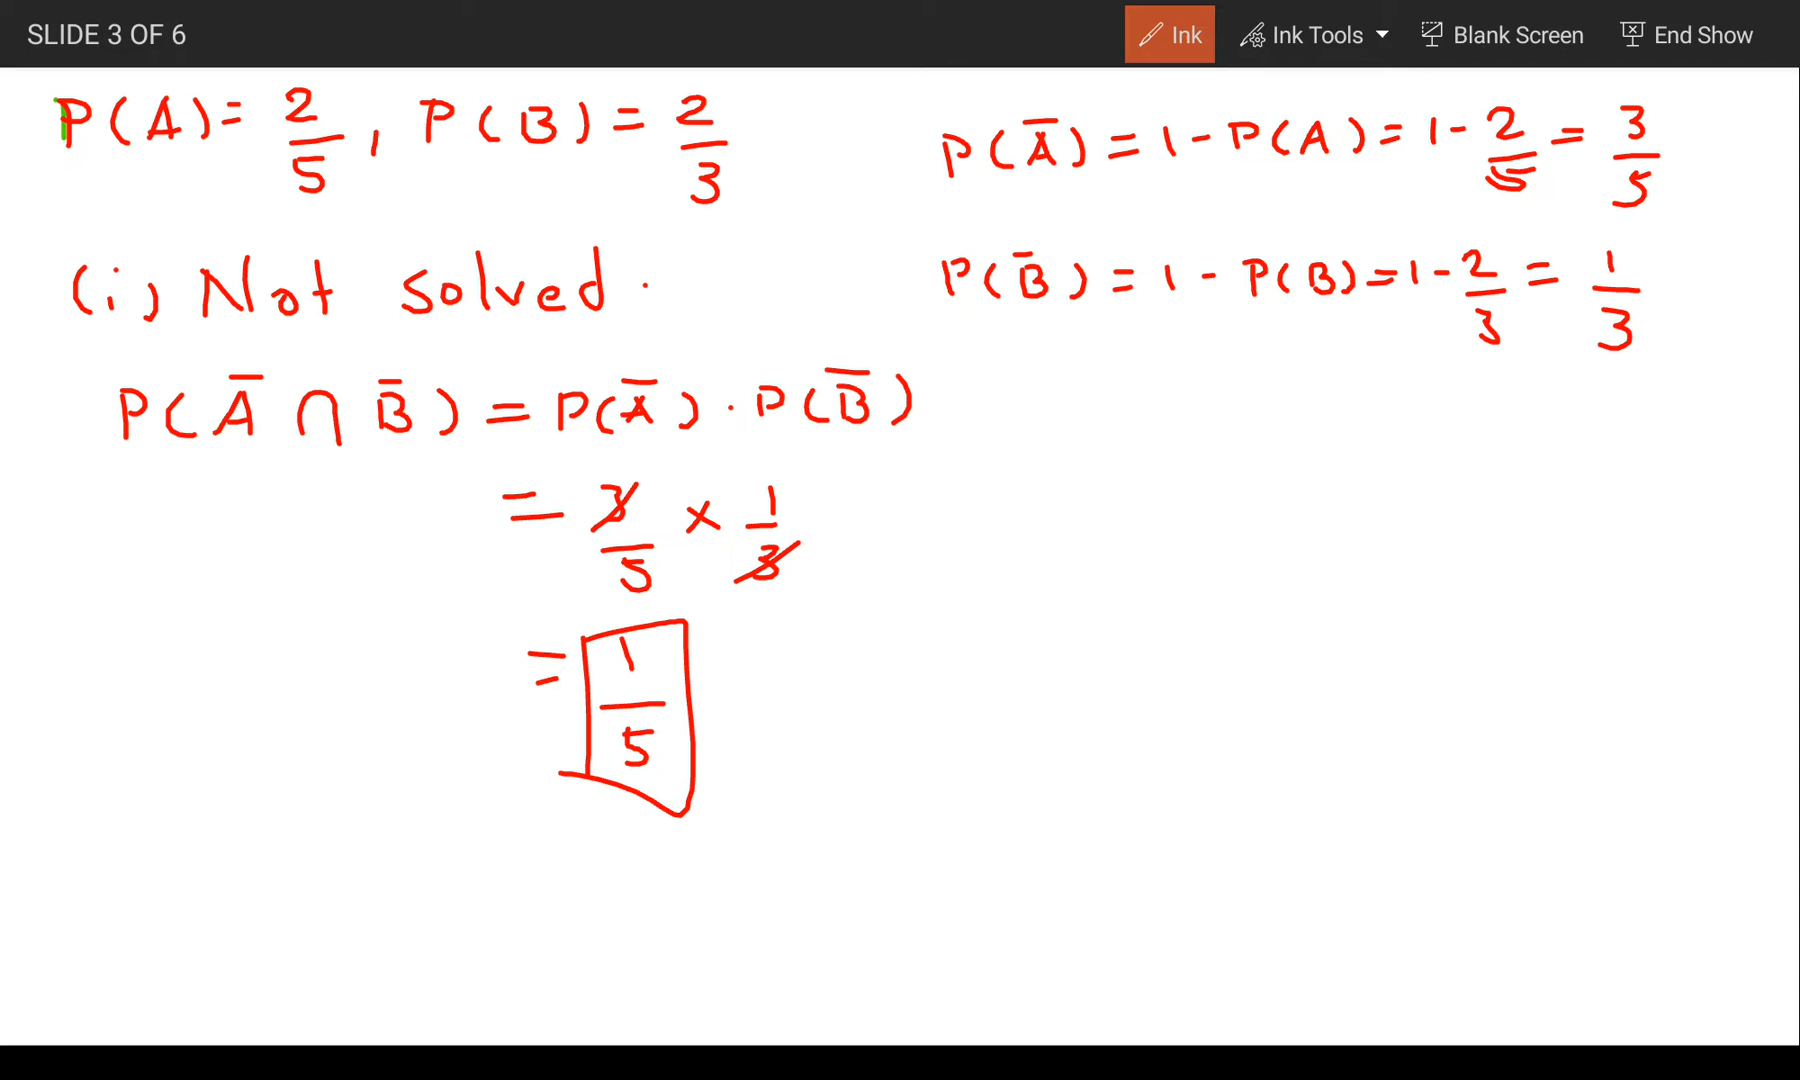 SLIDE 3 OF 6 Ink Ink Tools Blank Screen End Show
P(A) = 2/5, P(B) = 2/3
P(A̅) = 1 - P(A) = 1 - 2/5 = 3/5
P(B̅) = 1 - P(B) = 1 - 2/3 = 1/3
(i) Not solved.
P(A̅ ∩ B̅) = P(A̅) . P(B̅)
= 3/5 × 1/3
= 1/5